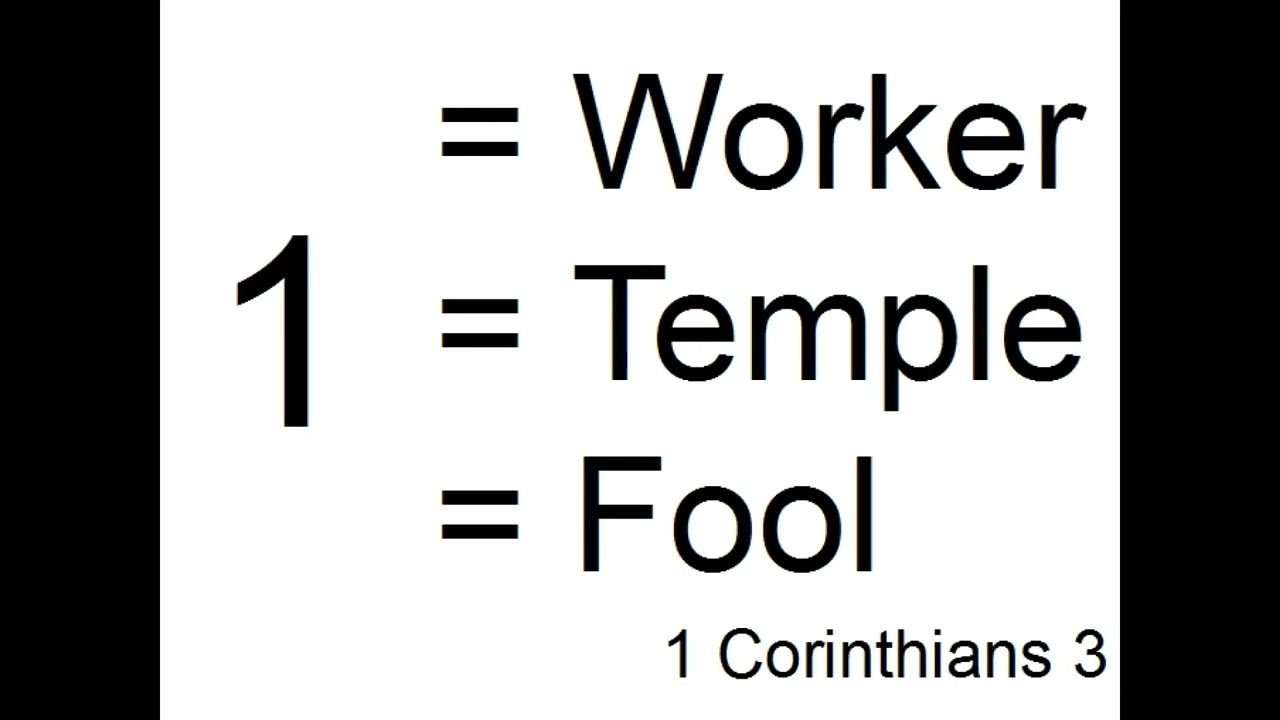 = Worker
1 = Temple
= Fool
1 Corinthians 3